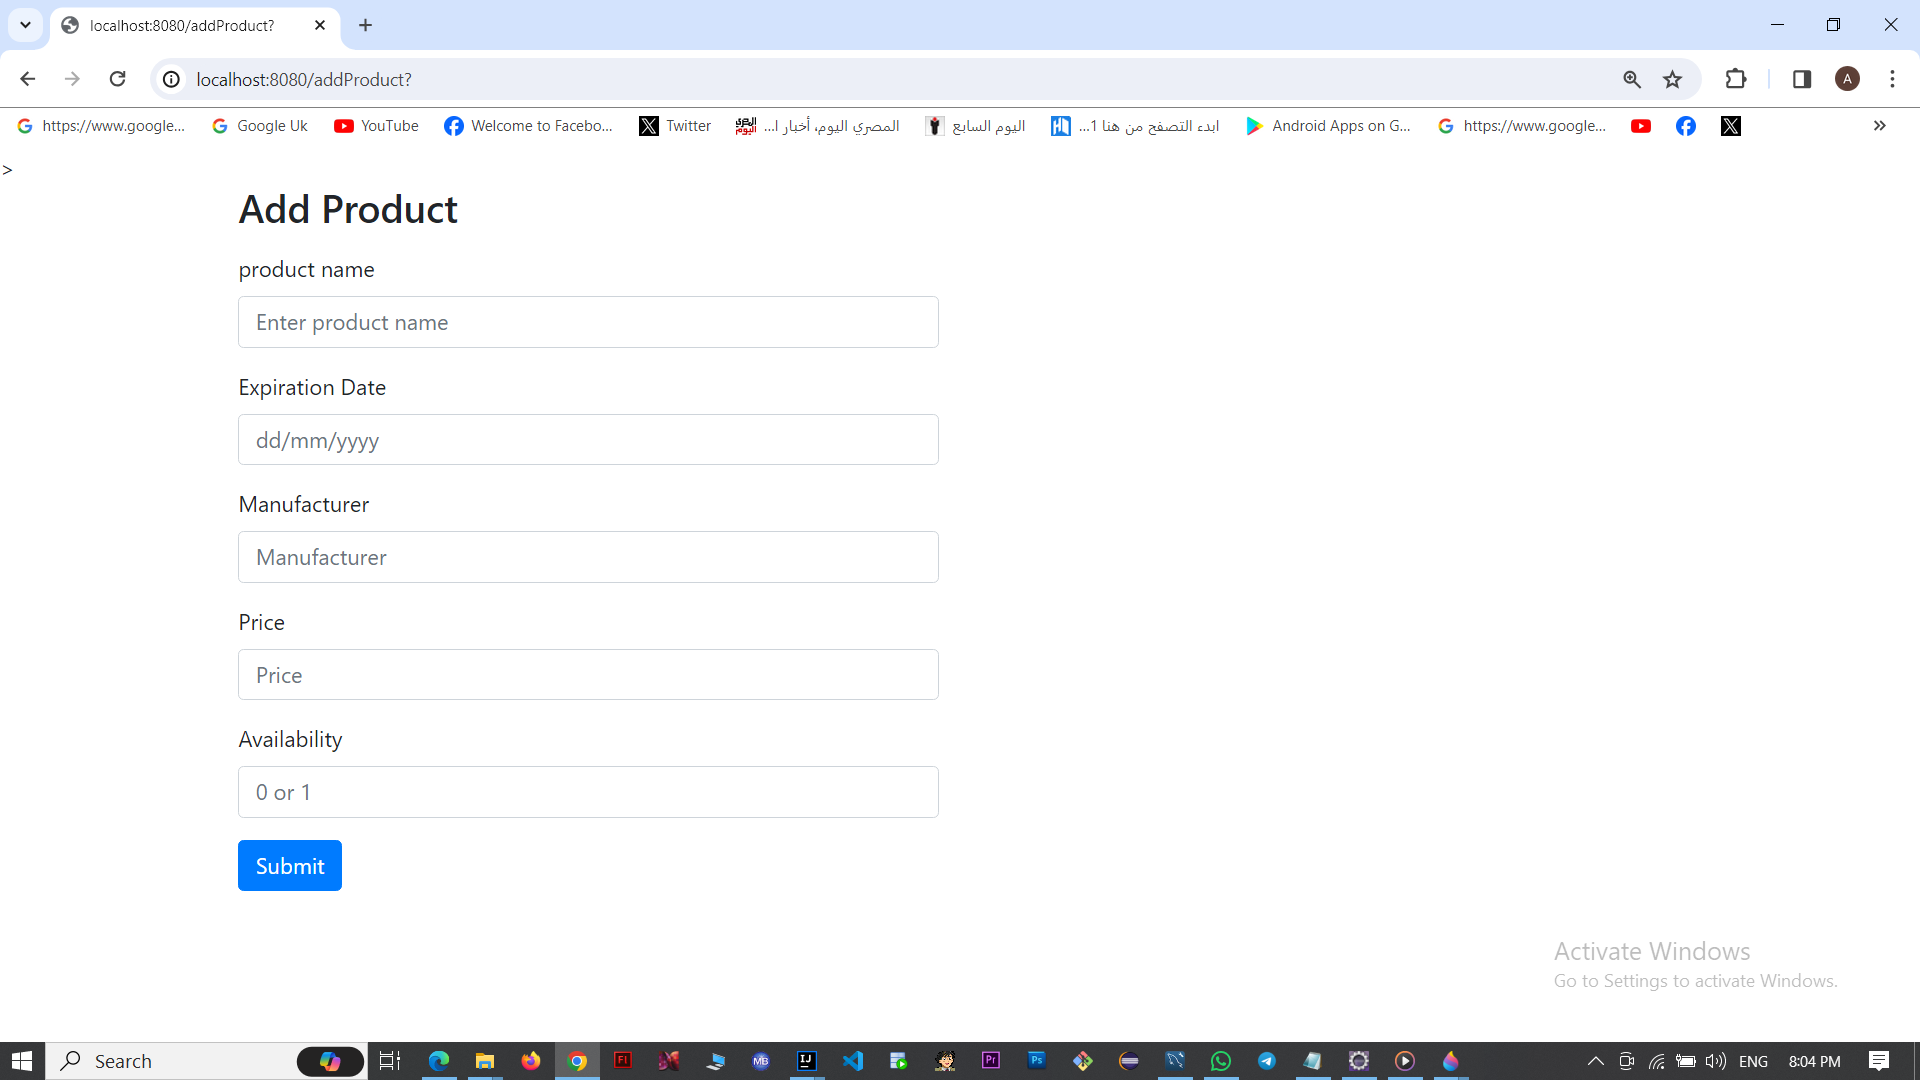 localhost:8080/addProduct?
localhost:8080/addProduct?
A
https://www.google...
Google Uk
YouTube
Welcome to Facebo...
Twitter
المصري اليوم، أخبار ا...
اليوم السابع
ابدء التصفح من هنا 1...
Android Apps on G...
https://www.google...
>
Add Product
product name
Enter product name
Expiration Date
dd/mm/yyyy
Manufacturer
Manufacturer
Price
Price
Availability
0 or 1
Submit
Activate Windows
Go to Settings to activate Windows.
Search
ENG
8:04 PM